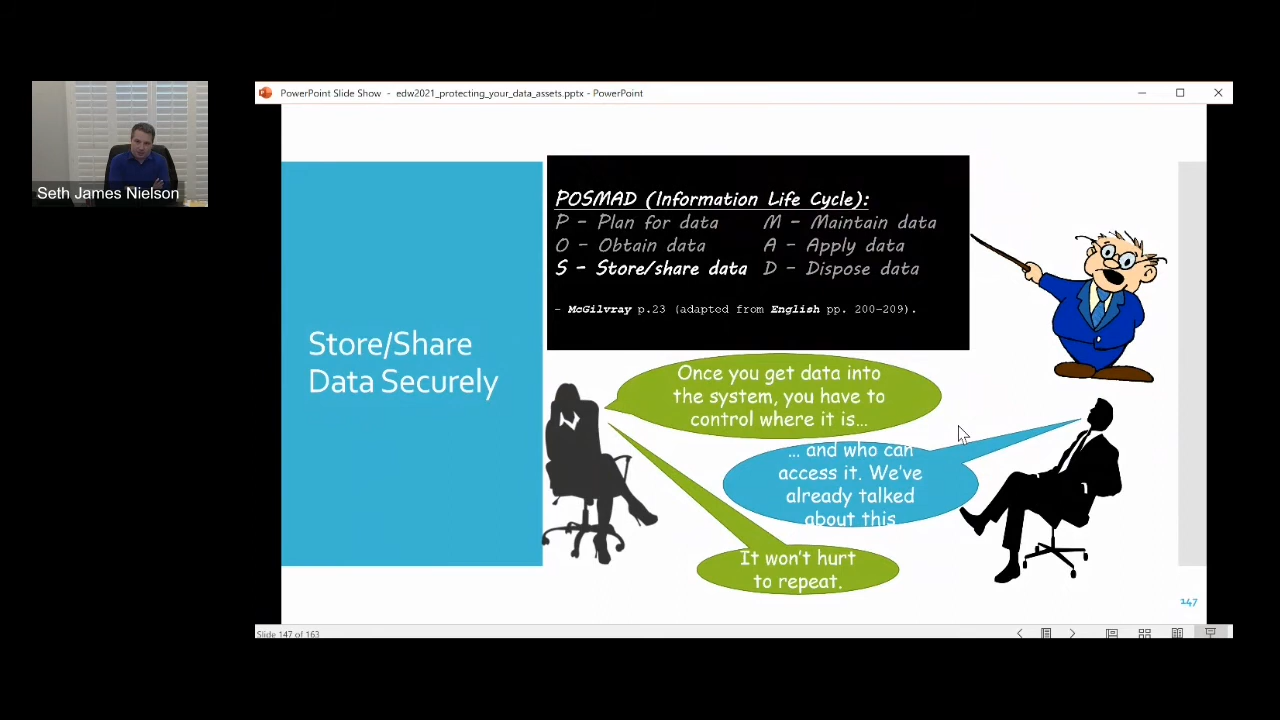 PowerPoint Slide Show - edw2021_protecting_your_data_assets.pptx - PowerPoint
Seth James Nielson
Store/Share
Data Securely
POSMAD (Information Life Cycle):
P - Plan for data M - Maintain data
O - Obtain data A - Apply data
S - Store/share data D - Dispose data
- McGilvray p.23 (adapted from English pp. 200-209).
Once you get data into
the system, you have to
control where it is...
... and who can
access it. We've
already talked
about this
It won't hurt
to repeat.
147
Slide 147 of 163